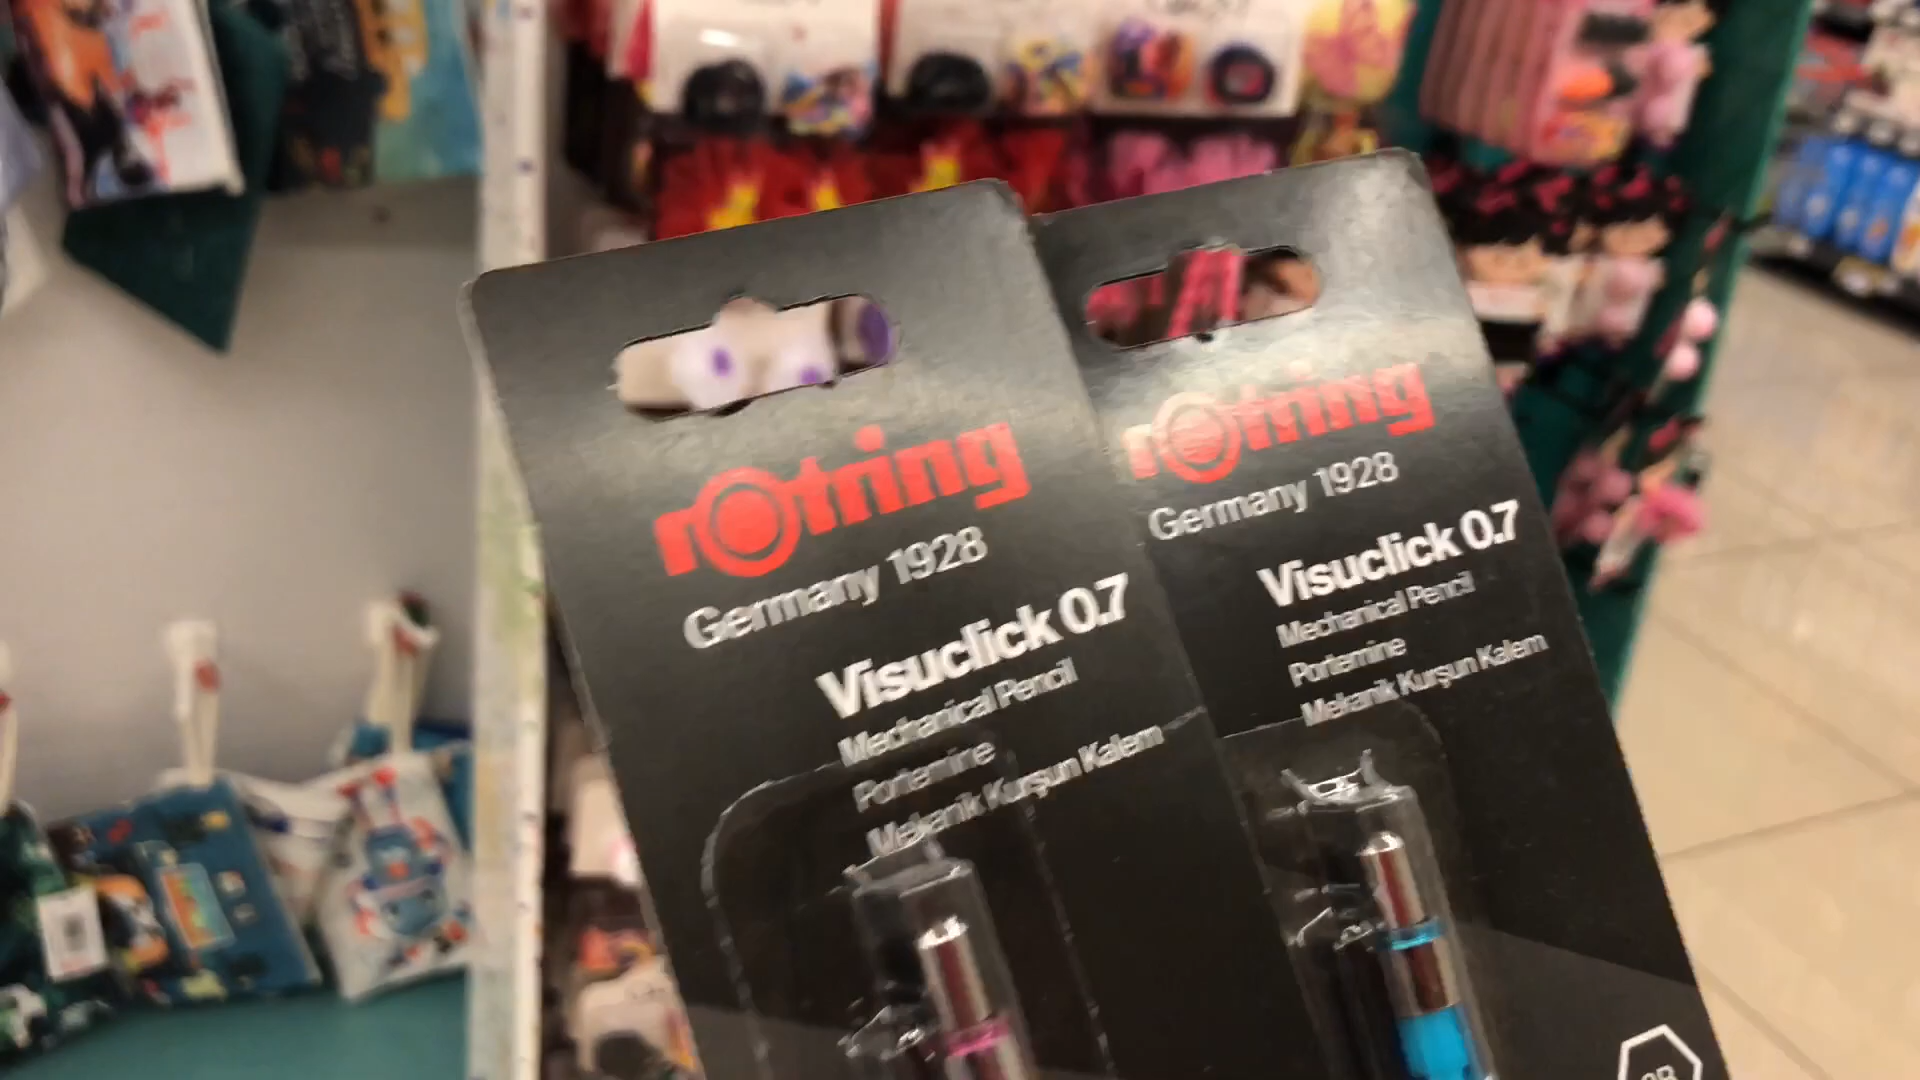 rotring
Germany 1928
Visuclick 0.7
Mechanical Pencil
Portemine
Mekanik Kurşun Kalem
rotring
Germany 1928
Visuclick 0.7
Mechanical Pencil
Portemine
Mekanik Kurşun Kalem